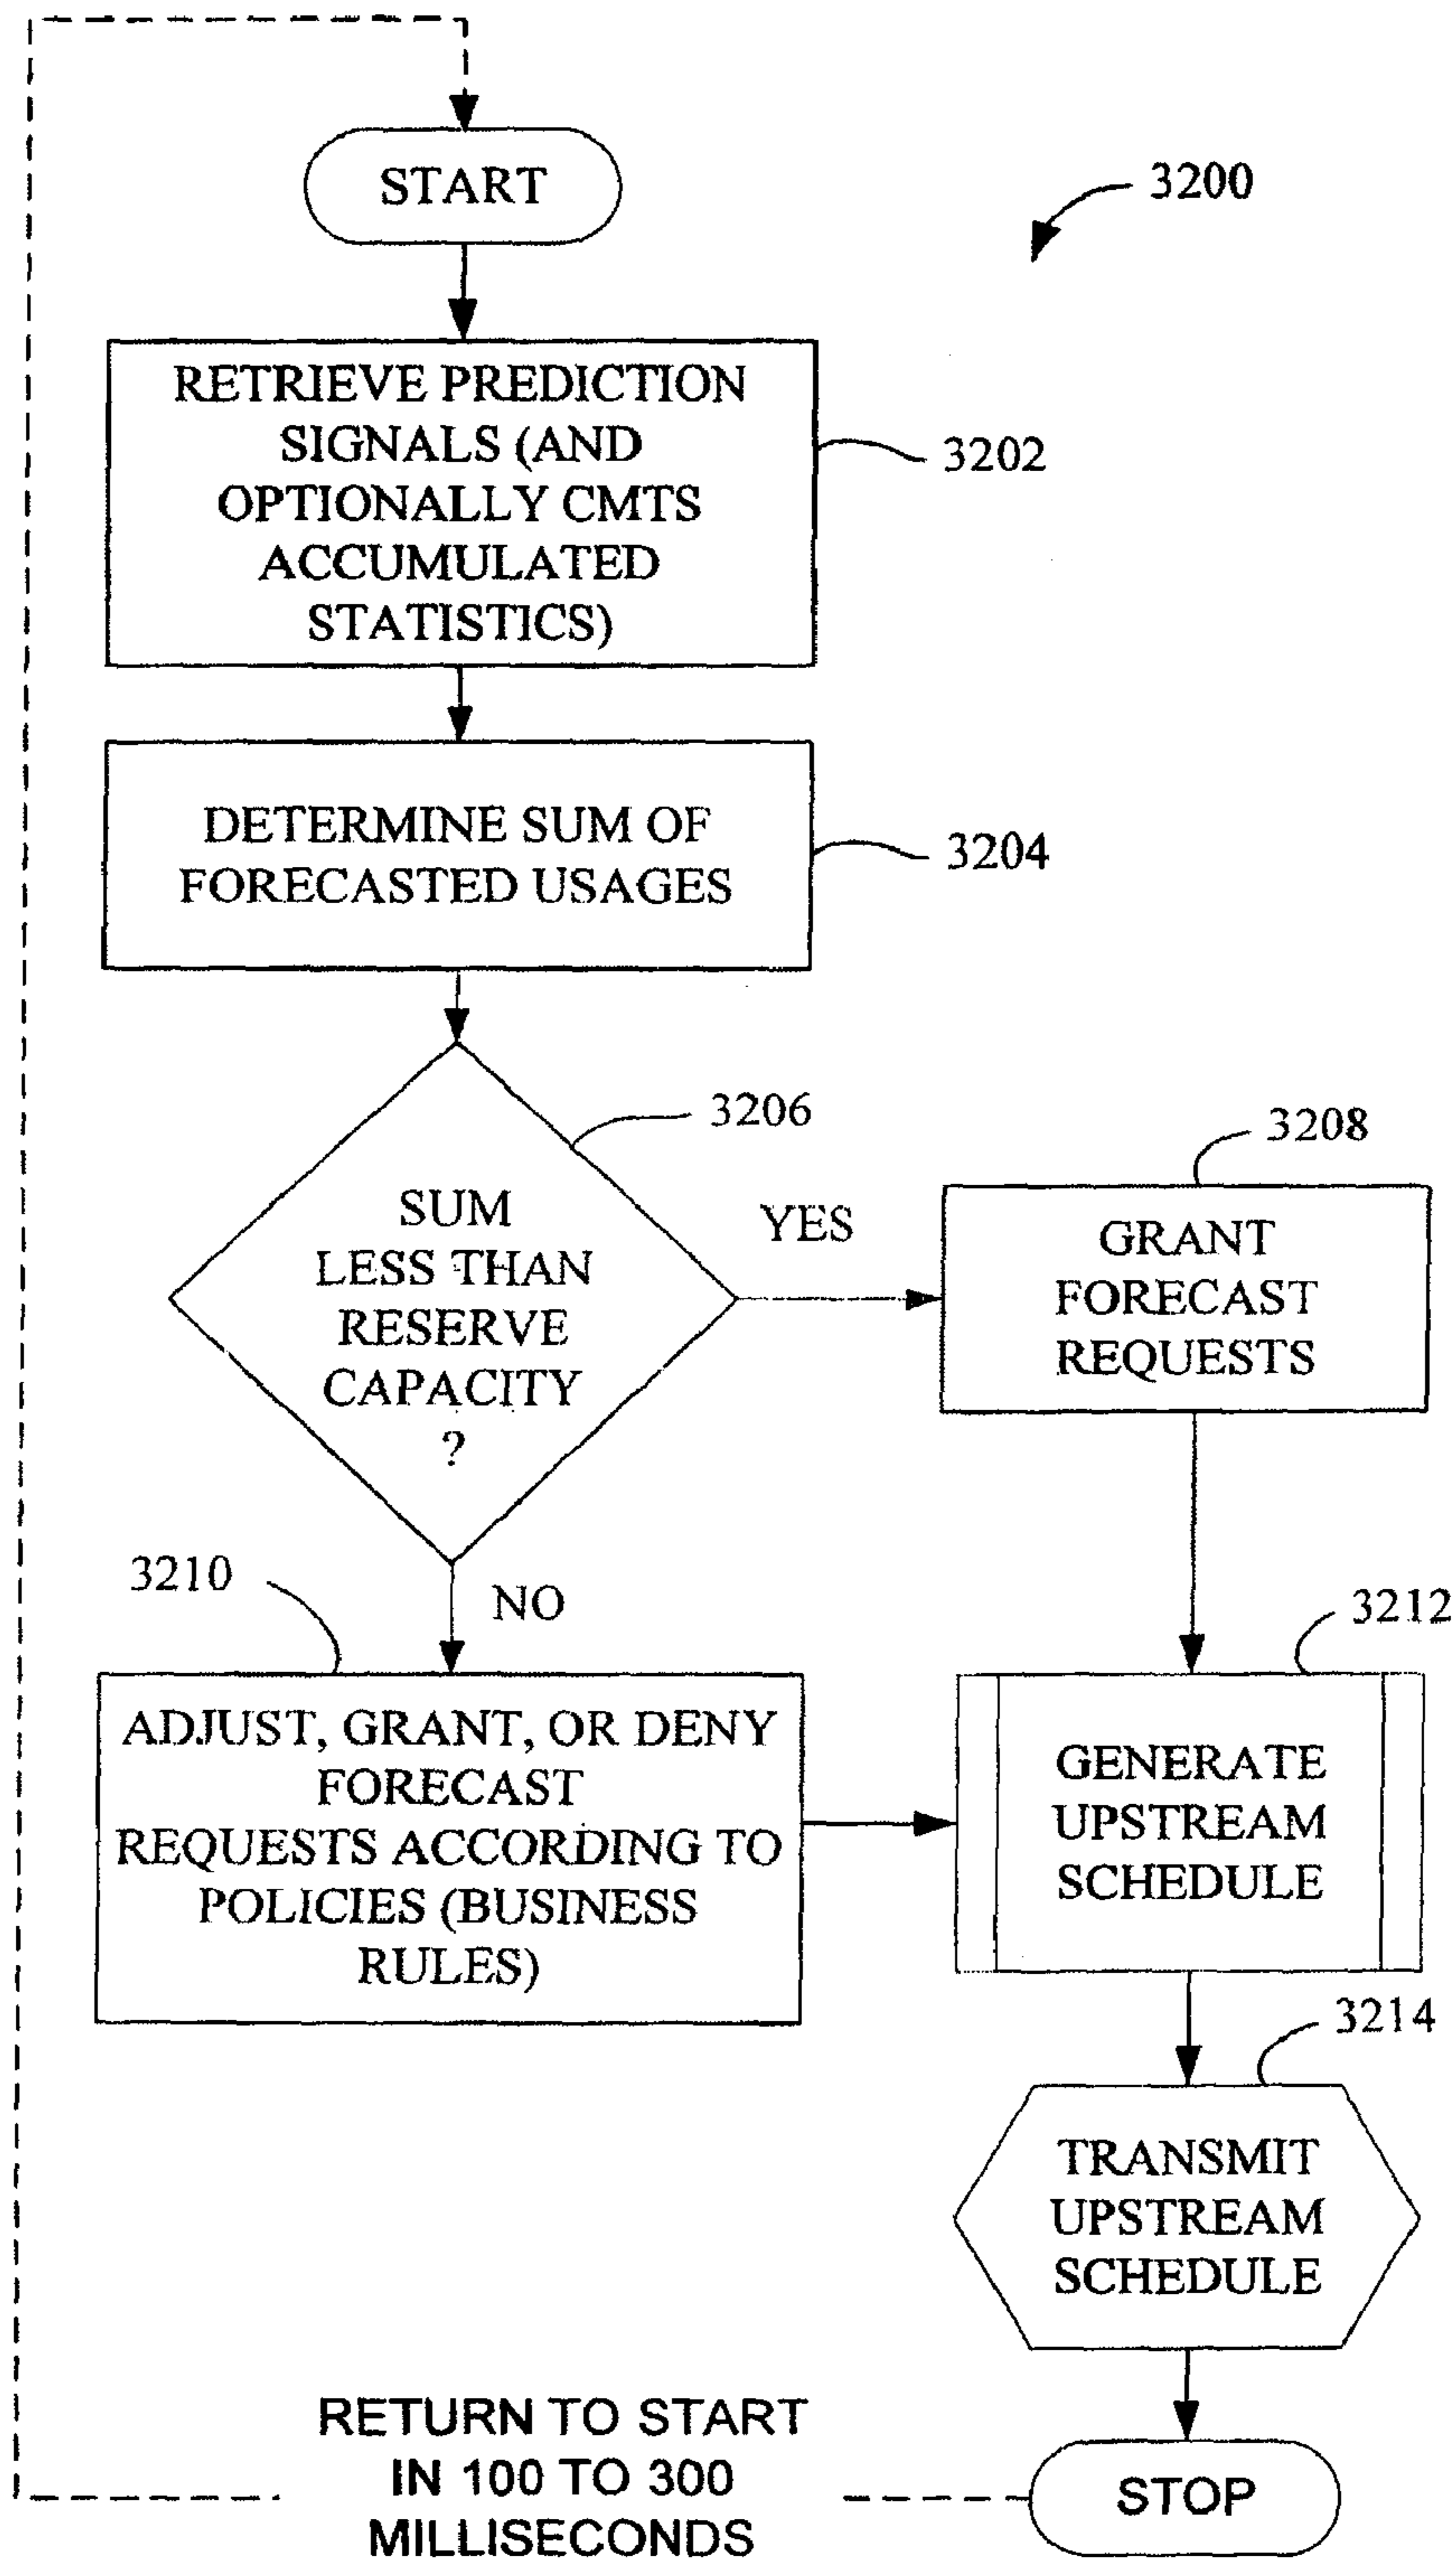 START
3200
RETRIEVE PREDICTION
SIGNALS (AND
OPTIONALLY CMTS
ACCUMULATED
STATISTICS)
3202
DETERMINE SUM OF
FORECASTED USAGES
3204
SUM
LESS THAN
RESERVE
CAPACITY
?
3206
YES
3208
GRANT
FORECAST
REQUESTS
NO
3210
ADJUST, GRANT, OR DENY
FORECAST
REQUESTS ACCORDING TO
POLICIES (BUSINESS
RULES)
3212
GENERATE
UPSTREAM
SCHEDULE
3214
TRANSMIT
UPSTREAM
SCHEDULE
STOP
RETURN TO START
IN 100 TO 300
MILLISECONDS